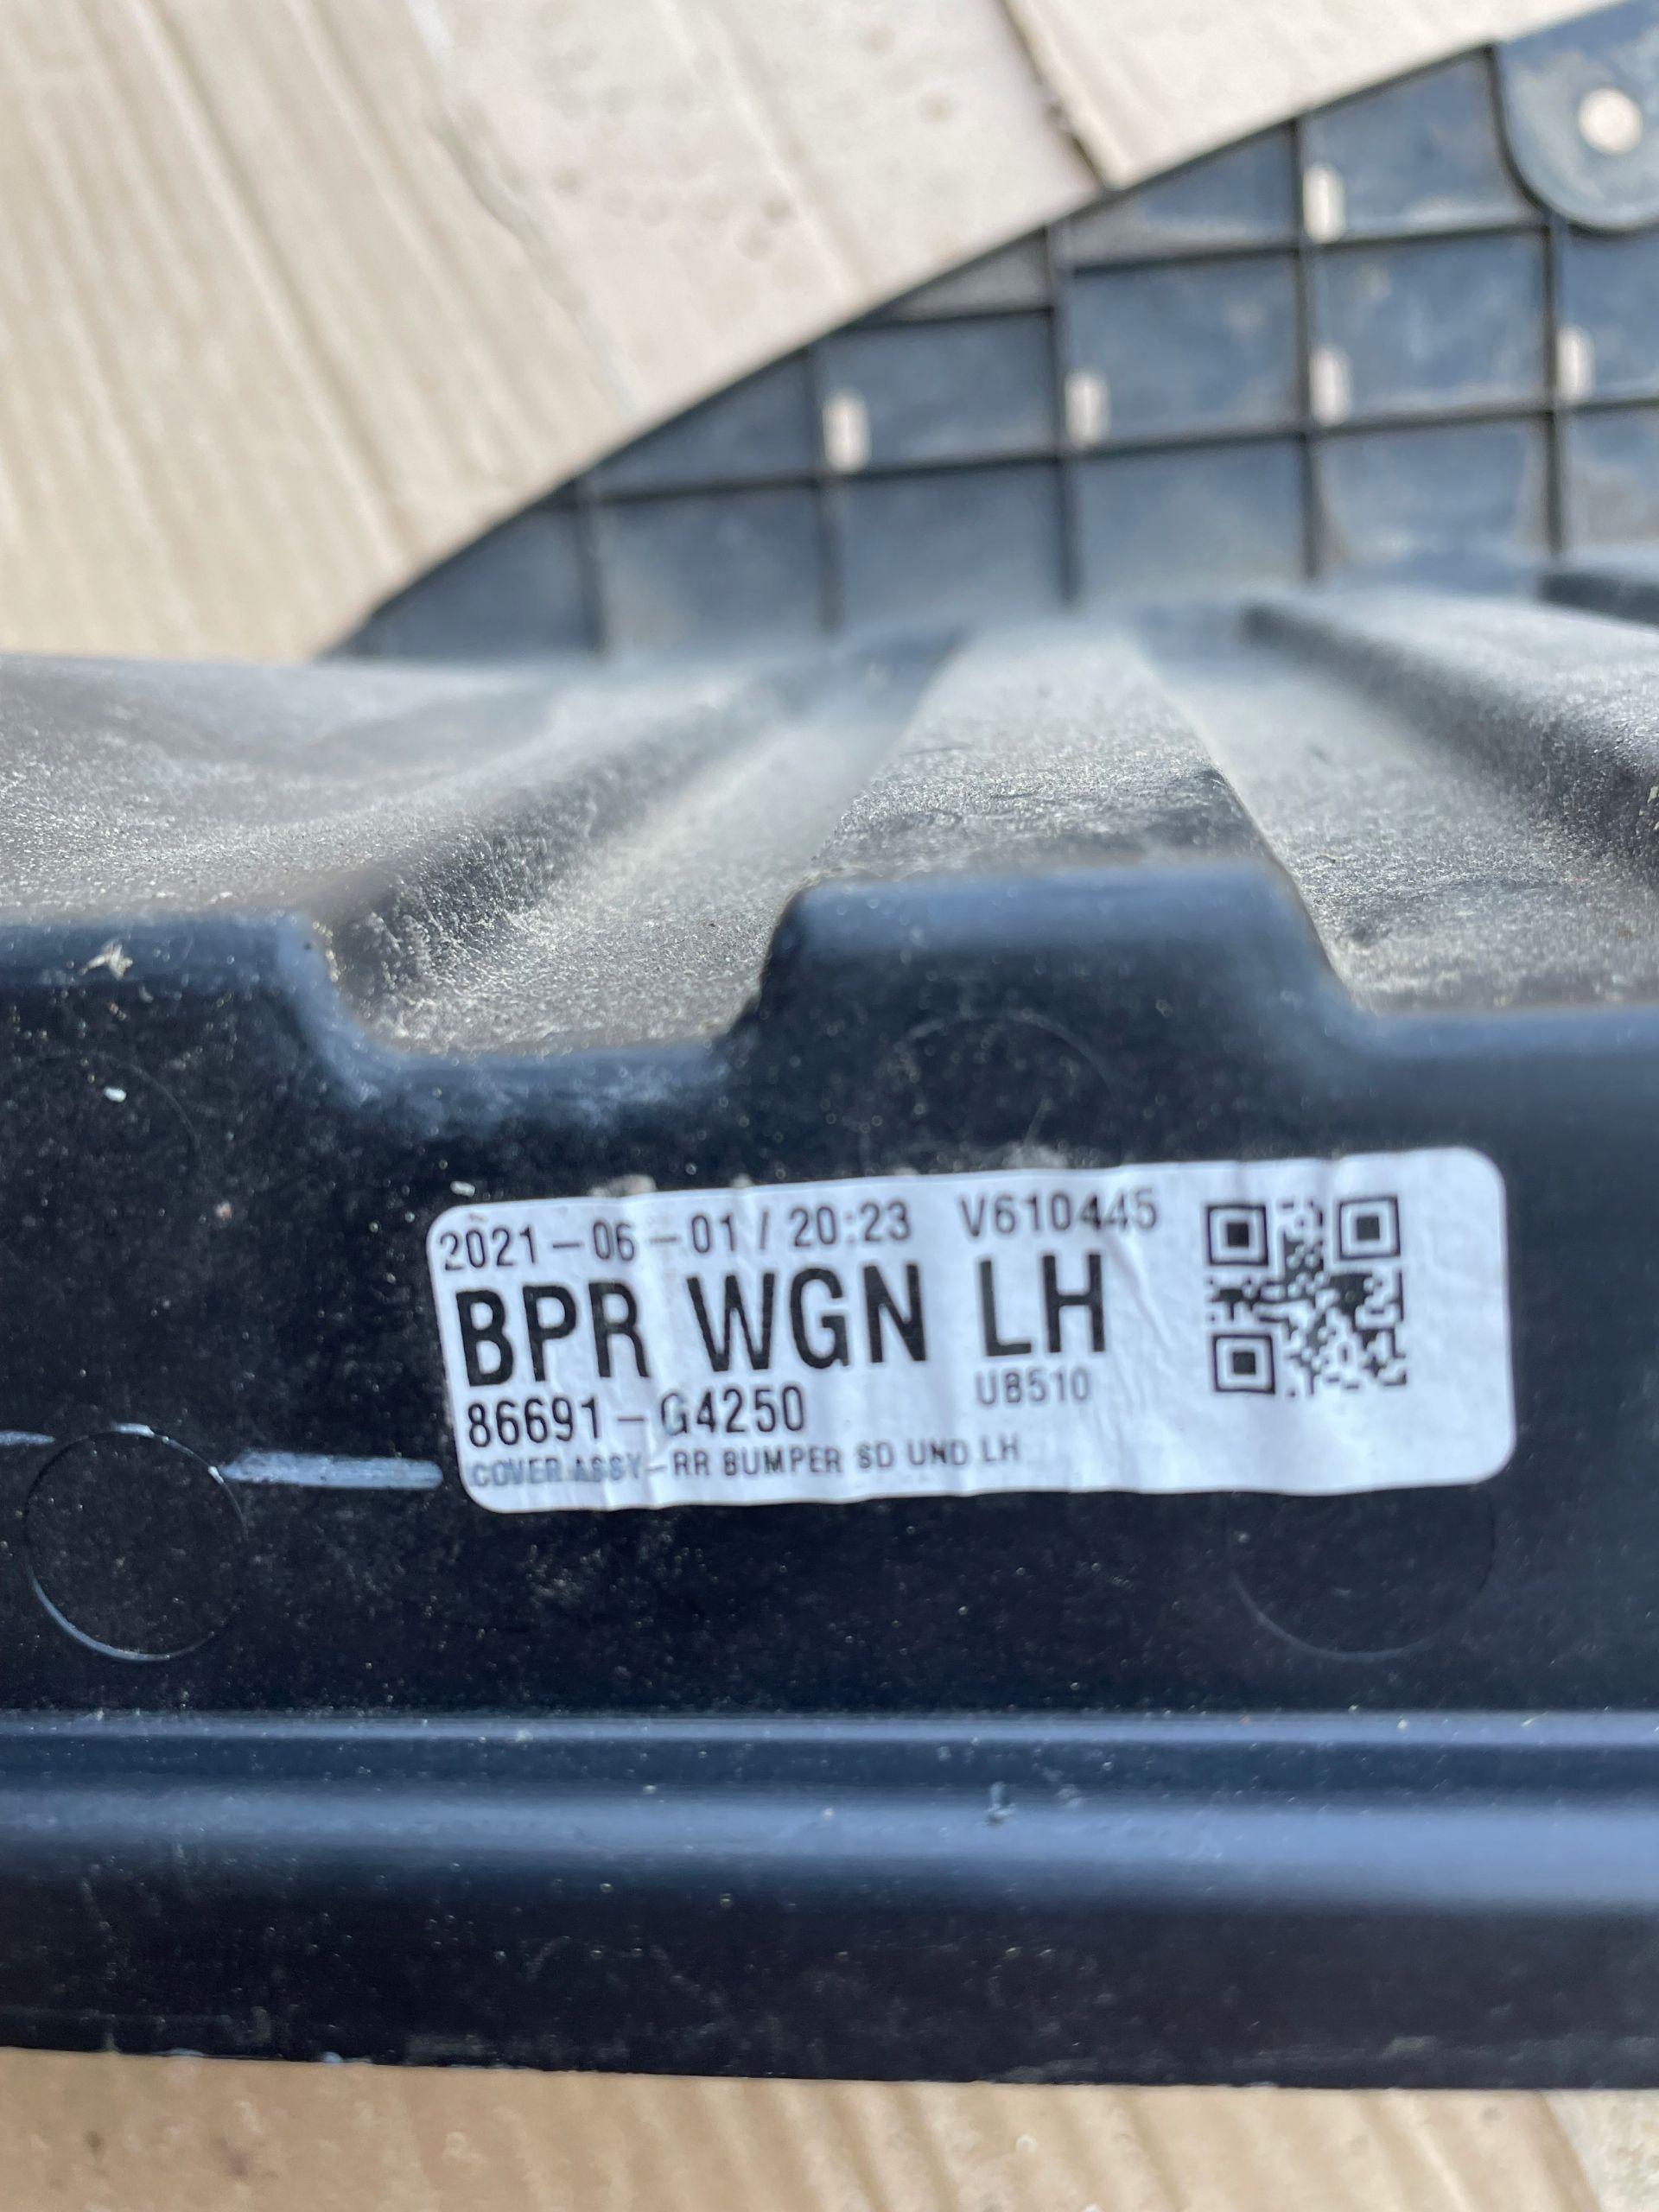 2021-06-01 / 20:23 V610445
BPR WGN LH
86691-G4250 UB510
COVER ASSY-RR BUMPER SD UND LH